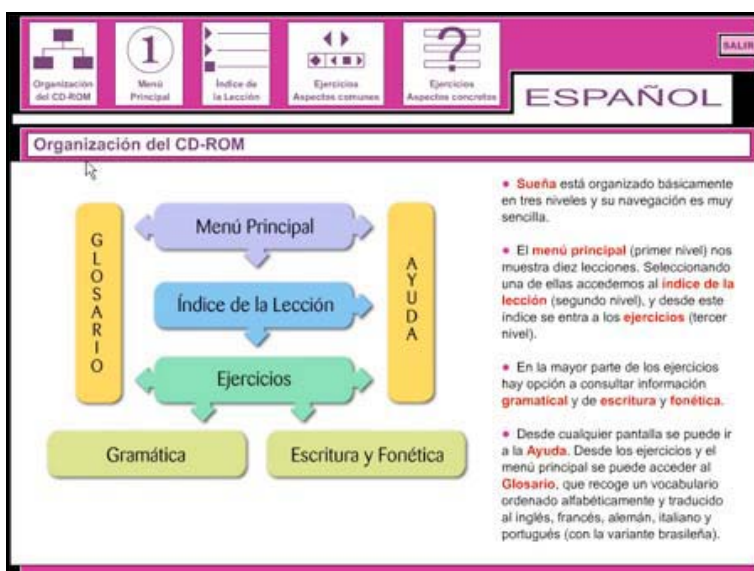 Organización
del CD-ROM
1
Menú
Principal
Índice de
la Lección
Ejercicios
Aspectos comunes
?
Ejercicios
Aspectos concretos
SALIR
ESPAÑOL
Organización del CD-ROM
GLOSARIO
Menú Principal
Índice de la Lección
Ejercicios
AYUDA
Gramática
Escritura y Fonética
• Sueña está organizado básicamente
en tres niveles y su navegación es muy
sencilla.
• El menú principal (primer nivel) nos
muestra diez lecciones. Seleccionando
una de ellas accedemos al índice de la
lección (segundo nivel), y desde este
índice se entra a los ejercicios (tercer
nivel).
• En la mayor parte de los ejercicios
hay opción a consultar información
gramatical y de escritura y fonética.
• Desde cualquier pantalla se puede ir
a la Ayuda. Desde los ejercicios y el
menú principal se puede acceder al
Glosario, que recoge un vocabulario
ordenado alfabéticamente y traducido
al inglés, francés, alemán, italiano y
portugués (con la variante brasileña).